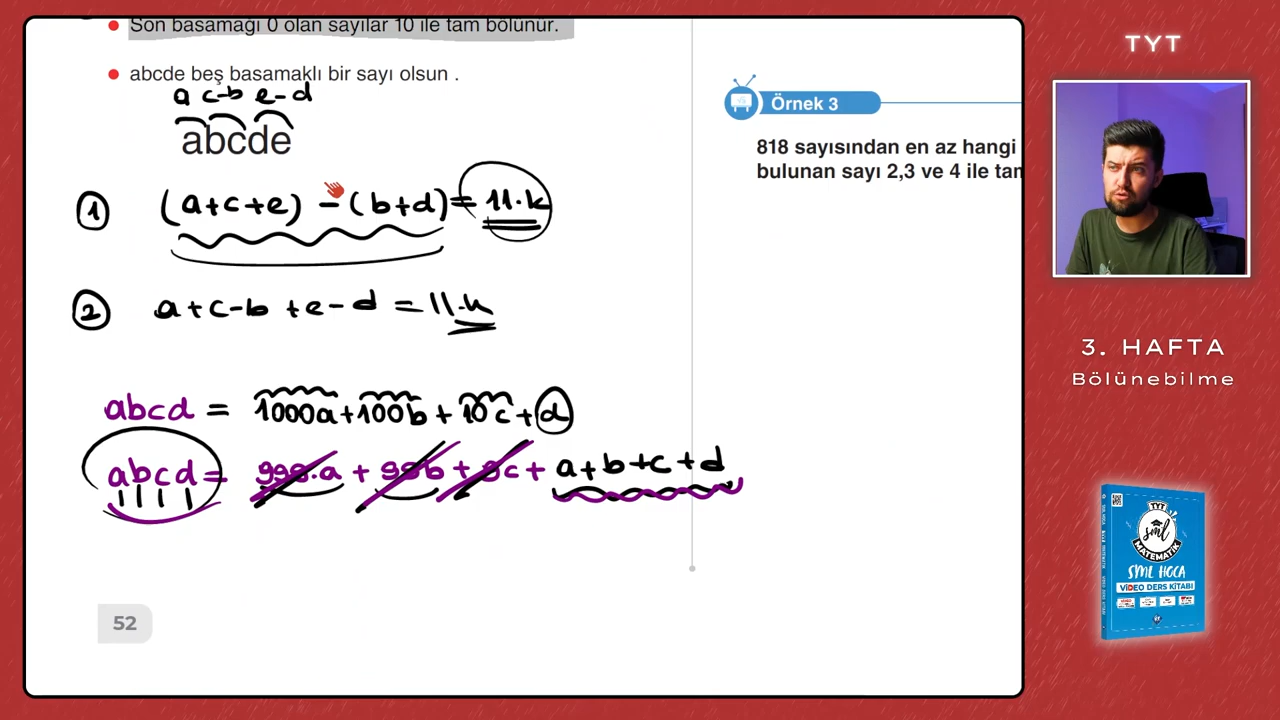 Son basamağı 0 olan sayılar 10 ile tam bölünür.
abcde beş basamaklı bir sayı olsun .
a c-b e-d
abcde
1 (a+c+e) - (b+d) = 11.k
2 a+c-b +e-d = 11.k
abcd = 1000a+100b+10c+d
abcd = 999.a + 99b + 9c + a+b+c+d
52
Örnek 3
818 sayısından en az hangi
bulunan sayı 2,3 ve 4 ile tam
TYT
3. HAFTA
Bölünebilme
TYT
sml
MATEMATİK
SML HOCA
VİDEO DERS KİTABI